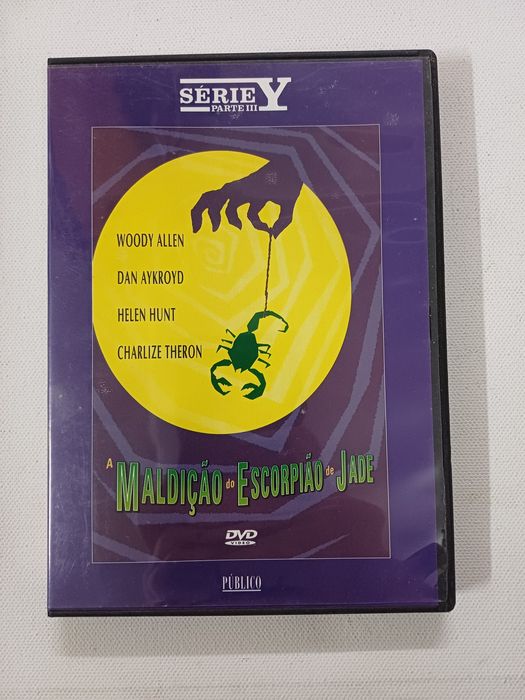 SÉRIE Y
PARTE III
WOODY ALLEN
DAN AYKROYD
HELEN HUNT
CHARLIZE THERON
A MALDIÇÃO do ESCORPIÃO de JADE
DVD
VIDEO
PÚBLICO